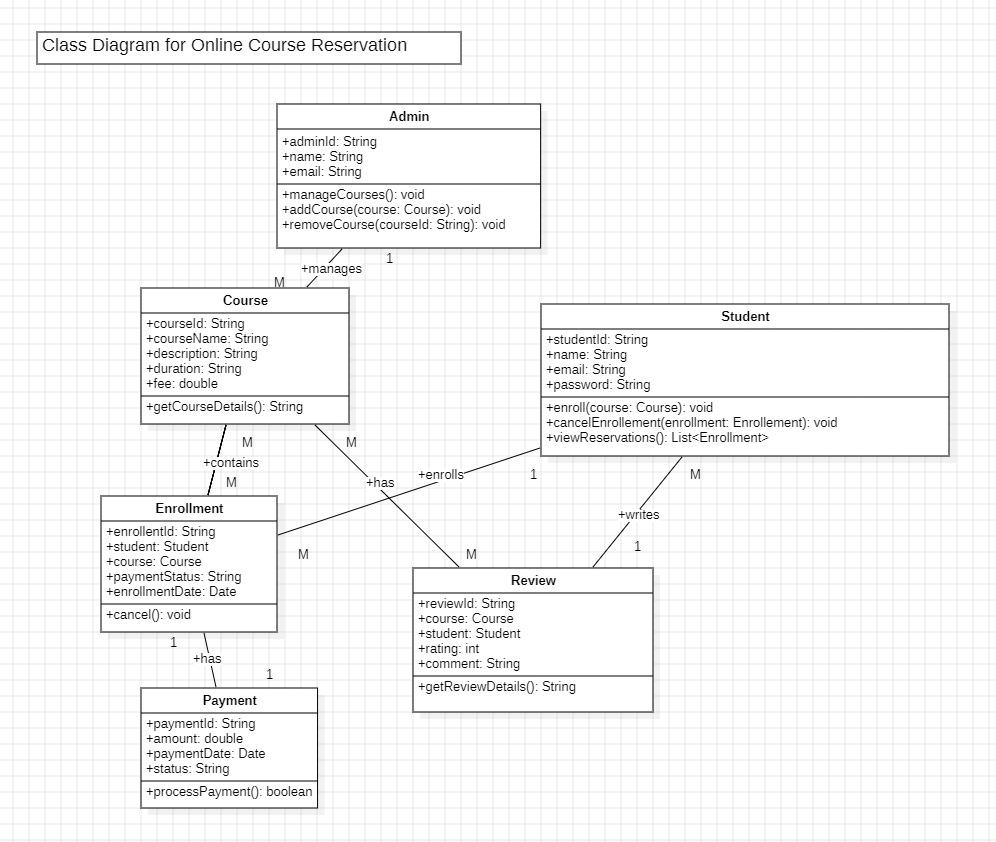 Class Diagram for Online Course Reservation
Admin
+adminId: String
+name: String
+email: String
+manageCourses(): void
+addCourse(course: Course): void
+removeCourse(courseId: String): void
1
+manages
M
Course
+courseId: String
+courseName: String
+description: String
+duration: String
+fee: double
+getCourseDetails(): String
Student
+studentId: String
+name: String
+email: String
+password: String
+enroll(course: Course): void
+cancelEnrollement(enrollment: Enrollement): void
+viewReservations(): List<Enrollment>
M
+contains
M
M
+has
M
+enrolls
1
M
M
+writes
1
Enrollment
+enrollentId: String
+student: Student
+course: Course
+paymentStatus: String
+enrollmentDate: Date
+cancel(): void
Review
+reviewId: String
+course: Course
+student: Student
+rating: int
+comment: String
+getReviewDetails(): String
1
+has
1
Payment
+paymentId: String
+amount: double
+paymentDate: Date
+status: String
+processPayment(): boolean